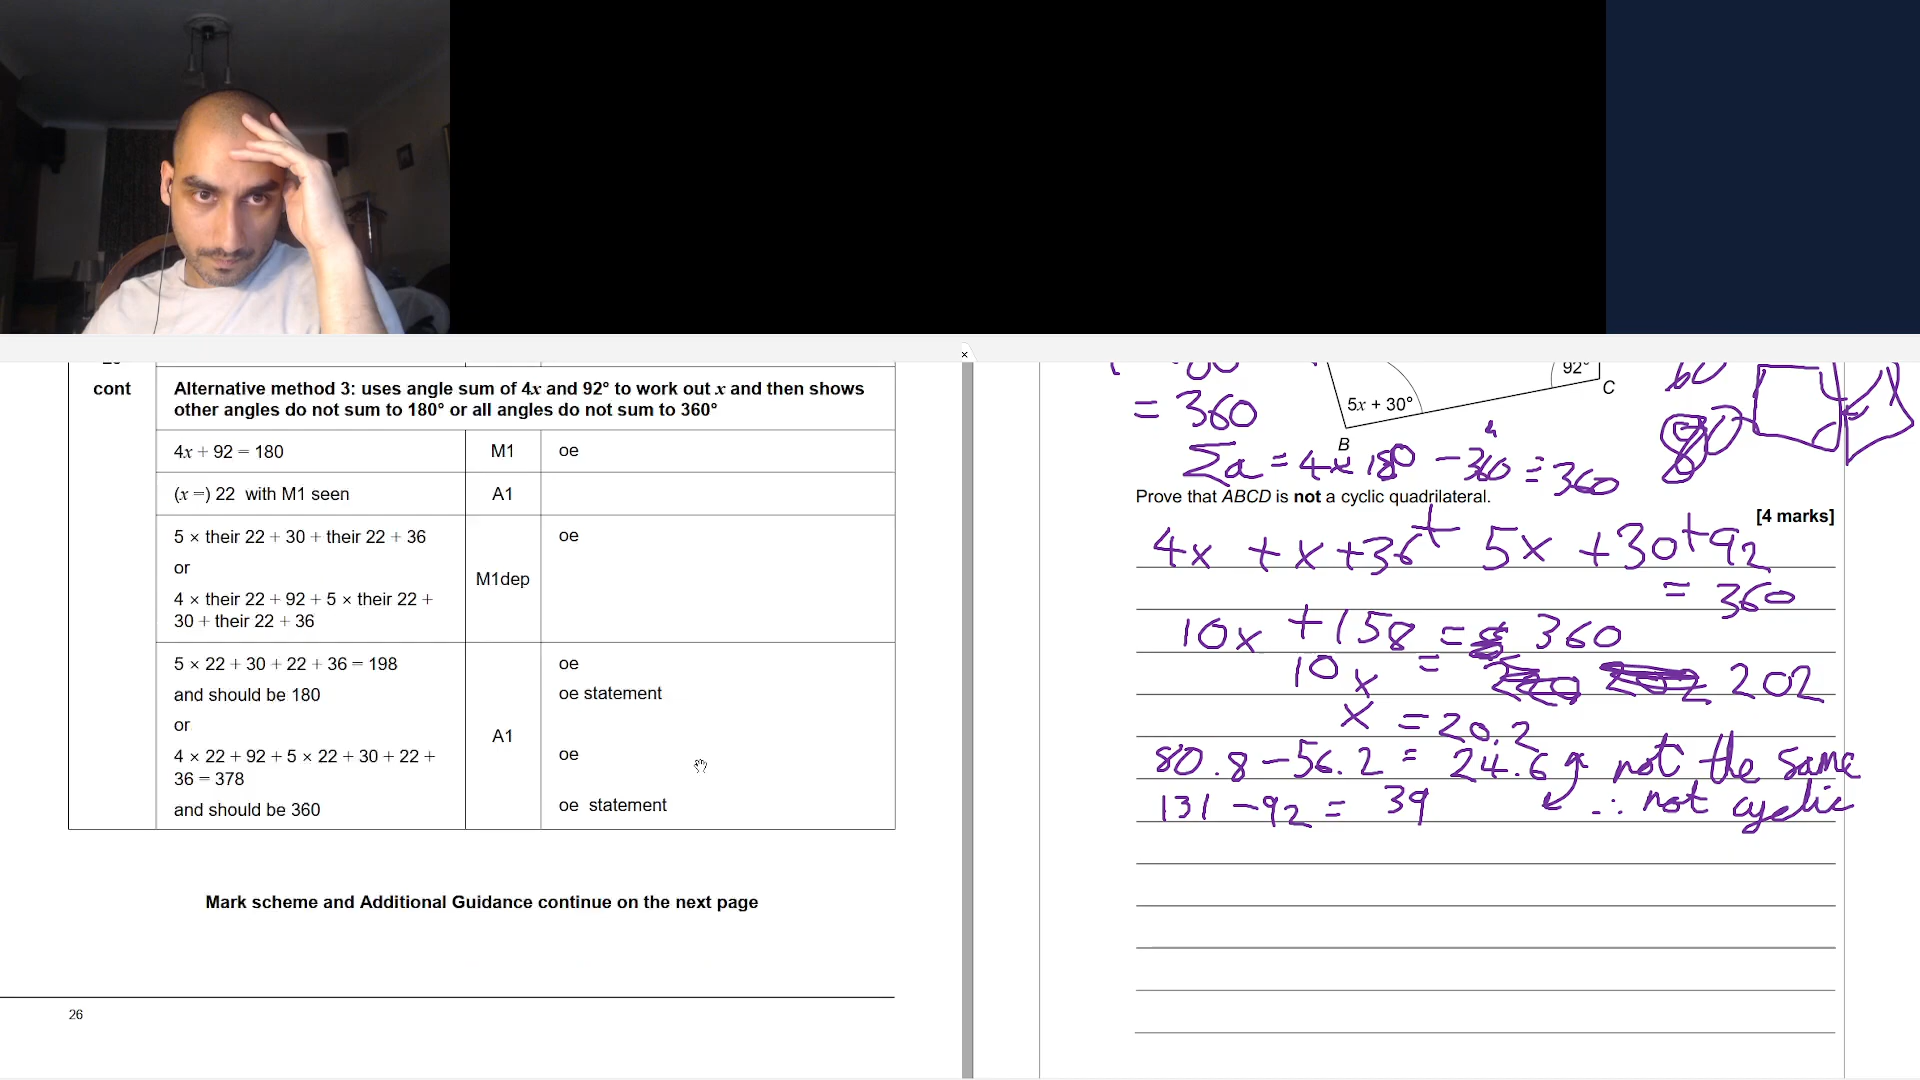 cont
Alternative method 3: uses angle sum of 4x and 92° to work out x and then shows
other angles do not sum to 180° or all angles do not sum to 360°
4x + 92 = 180
M1
oe
(x =) 22 with M1 seen
A1
5 × their 22 + 30 + their 22 + 36
or
4 × their 22 + 92 + 5 × their 22 +
30 + their 22 + 36
M1dep
oe
5 × 22 + 30 + 22 + 36 = 198
and should be 180
or
4 × 22 + 92 + 5 × 22 + 30 + 22 +
36 = 378
and should be 360
A1
oe
oe statement
oe
oe statement
Mark scheme and Additional Guidance continue on the next page
26
×
92°
C
= 360
5x + 30°
B
Σa = 4 x 180 - 360 = 360
60
80
Prove that ABCD is not a cyclic quadrilateral.
[4 marks]
4x + x + 36 + 5x + 30 + 92
= 360
10x + 158 = 360
10x = 202
x = 20.2
80.8 - 56.2 = 24.6 not the same
131 - 92 = 39 ∴ not cyclic